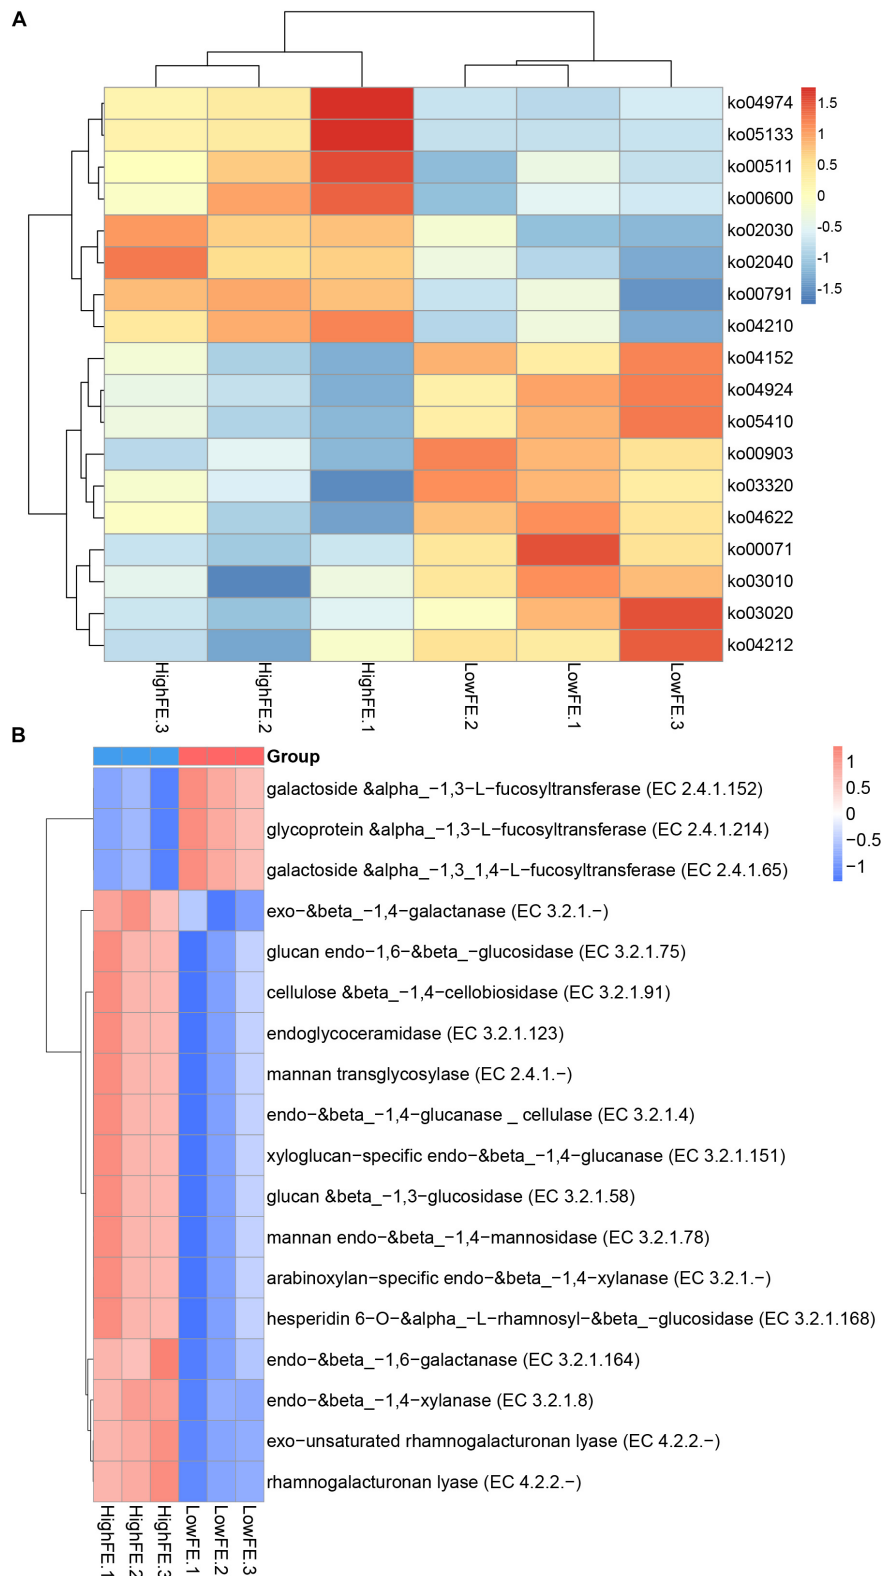 A
ko04974
ko05133
ko00511
ko00600
ko02030
ko02040
ko00791
ko04210
ko04152
ko04924
ko05410
ko00903
ko03320
ko04622
ko00071
ko03010
ko03020
ko04212
1.5
1
0.5
0
-0.5
-1
-1.5
HighFE.3
HighFE.2
HighFE.1
LowFE.2
LowFE.1
LowFE.3
B
Group
galactoside &alpha_−1,3−L−fucosyltransferase (EC 2.4.1.152)
glycoprotein &alpha_−1,3−L−fucosyltransferase (EC 2.4.1.214)
galactoside &alpha_−1,3_1,4−L−fucosyltransferase (EC 2.4.1.65)
exo−&beta_−1,4−galactanase (EC 3.2.1.−)
glucan endo−1,6−&beta_−glucosidase (EC 3.2.1.75)
cellulose &beta_−1,4−cellobiosidase (EC 3.2.1.91)
endoglycoceramidase (EC 3.2.1.123)
mannan transglycosylase (EC 2.4.1.−)
endo−&beta_−1,4−glucanase _ cellulase (EC 3.2.1.4)
xyloglucan−specific endo−&beta_−1,4−glucanase (EC 3.2.1.151)
glucan &beta_−1,3−glucosidase (EC 3.2.1.58)
mannan endo−&beta_−1,4−mannosidase (EC 3.2.1.78)
arabinoxylan−specific endo−&beta_−1,4−xylanase (EC 3.2.1.−)
hesperidin 6−O−&alpha_−L−rhamnosyl−&beta_−glucosidase (EC 3.2.1.168)
endo−&beta_−1,6−galactanase (EC 3.2.1.164)
endo−&beta_−1,4−xylanase (EC 3.2.1.8)
exo−unsaturated rhamnogalacturonan lyase (EC 4.2.2.−)
rhamnogalacturonan lyase (EC 4.2.2.−)
1
0.5
0
−0.5
−1
HighFE.1
HighFE.2
HighFE.3
LowFE.1
LowFE.2
LowFE.3